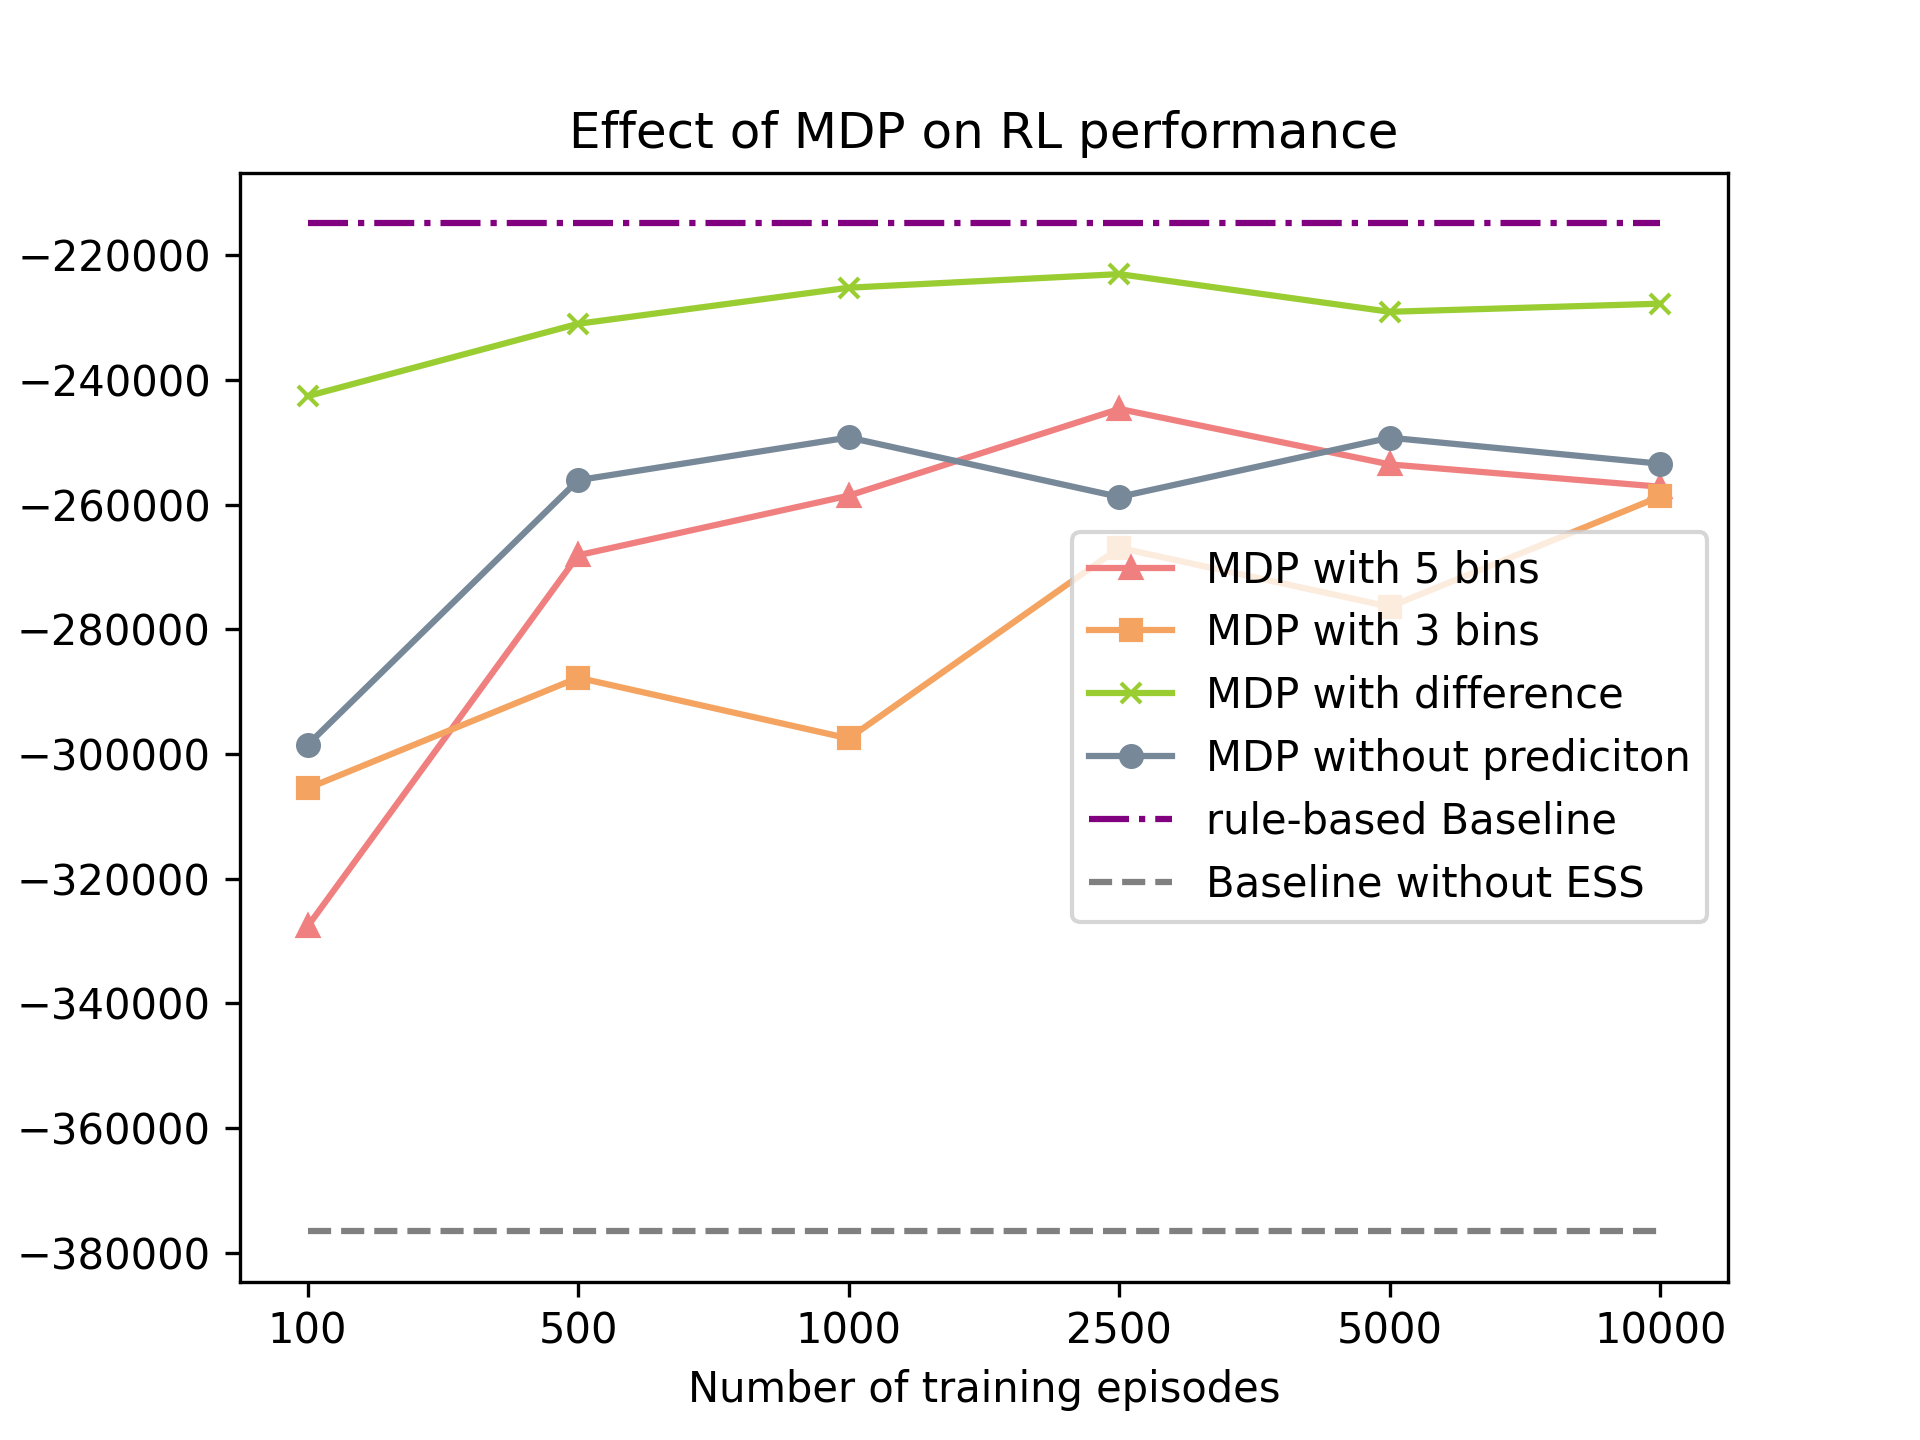 Effect of MDP on RL performance
−220000
−240000
−260000
−280000
−300000
−320000
−340000
−360000
−380000
MDP with 5 bins
MDP with 3 bins
MDP with difference
MDP without prediciton
rule-based Baseline
Baseline without ESS
100 500 1000 2500 5000 10000
Number of training episodes